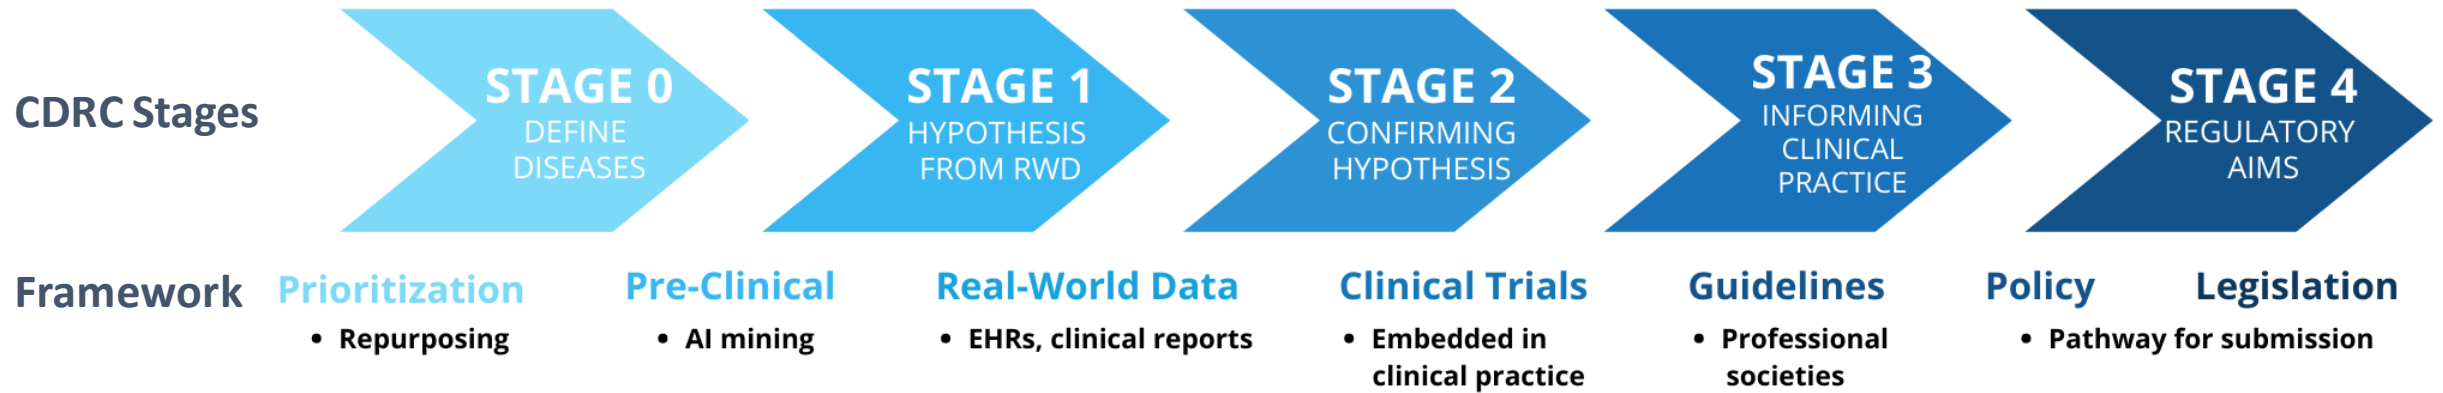 CDRC Stages
STAGE 0
DEFINE
DISEASES
STAGE 1
HYPOTHESIS
FROM RWD
STAGE 2
CONFIRMING
HYPOTHESIS
STAGE 3
INFORMING
CLINICAL
PRACTICE
STAGE 4
REGULATORY
AIMS
Framework
Prioritization
• Repurposing
Pre-Clinical
• AI mining
Real-World Data
• EHRs, clinical reports
Clinical Trials
• Embedded in
clinical practice
Guidelines
• Professional
societies
Policy
Legislation
• Pathway for submission